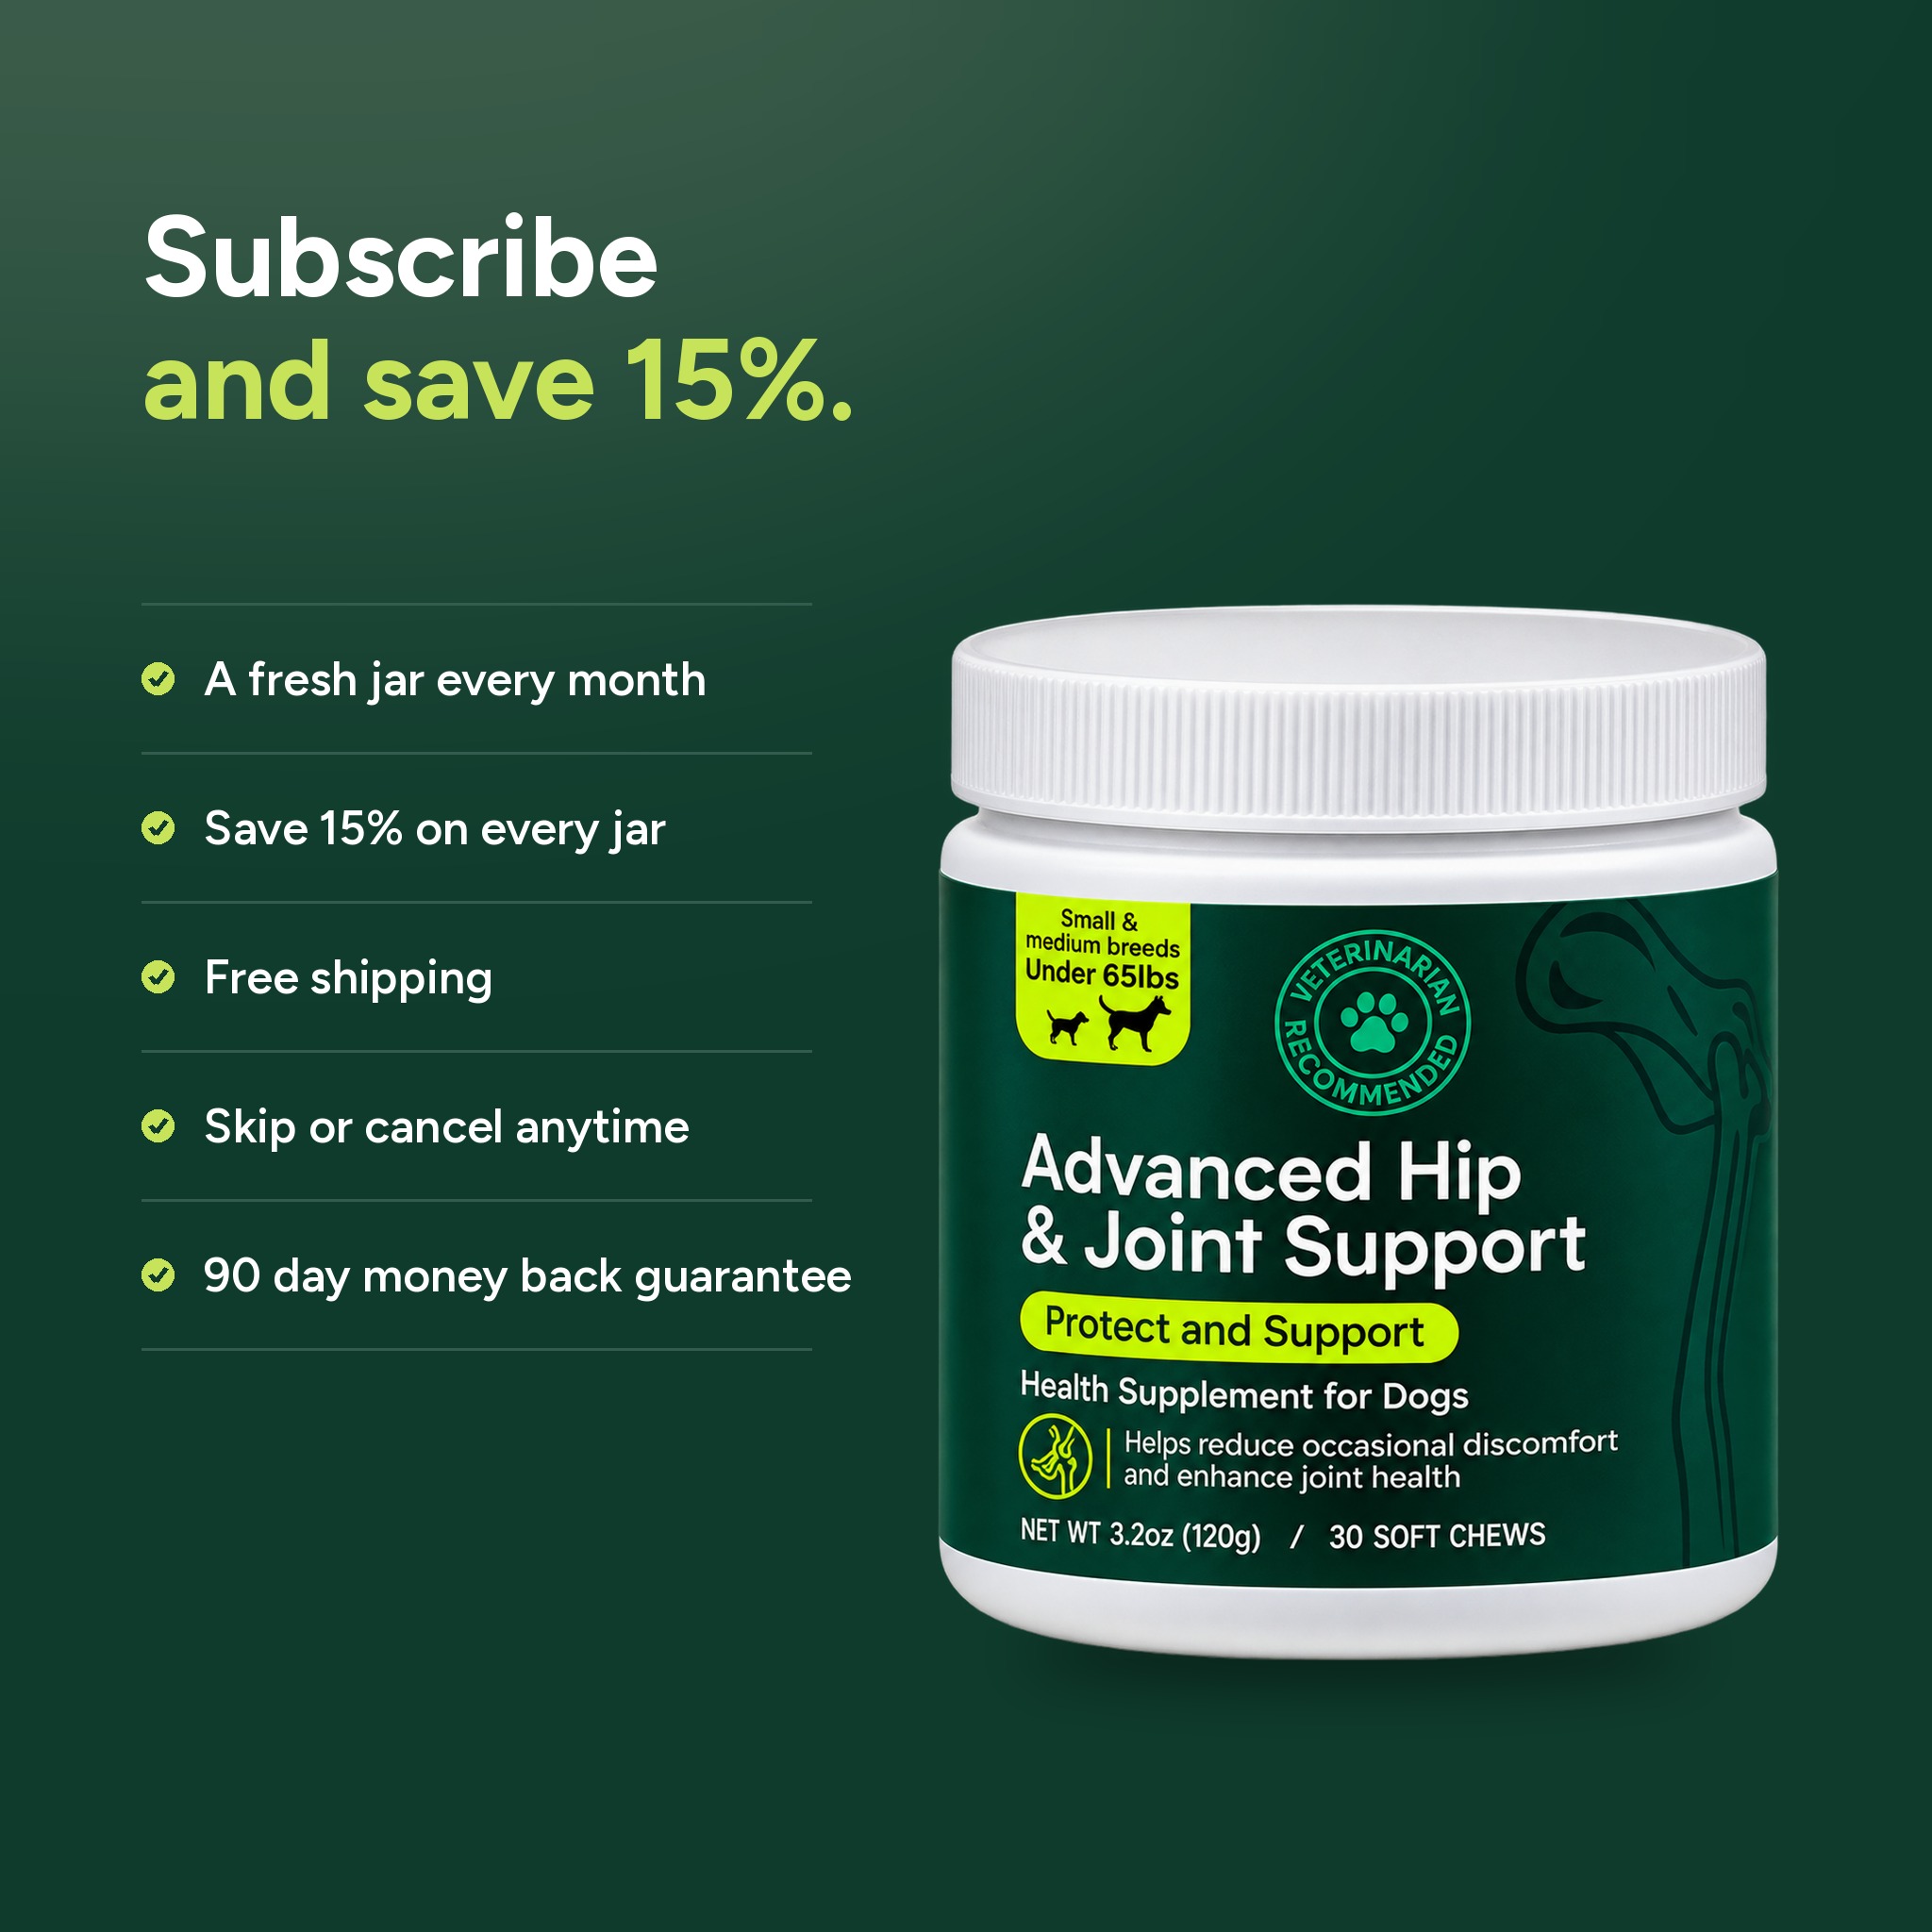 Subscribe
and save 15%.
A fresh jar every month
Save 15% on every jar
Free shipping
Skip or cancel anytime
90 day money back guarantee
Small &
medium breeds
Under 65lbs
VETERINARIAN
RECOMMENDED
Advanced Hip
& Joint Support
Protect and Support
Health Supplement for Dogs
Helps reduce occasional discomfort
and enhance joint health
NET WT 3.2oz (120g) / 30 SOFT CHEWS